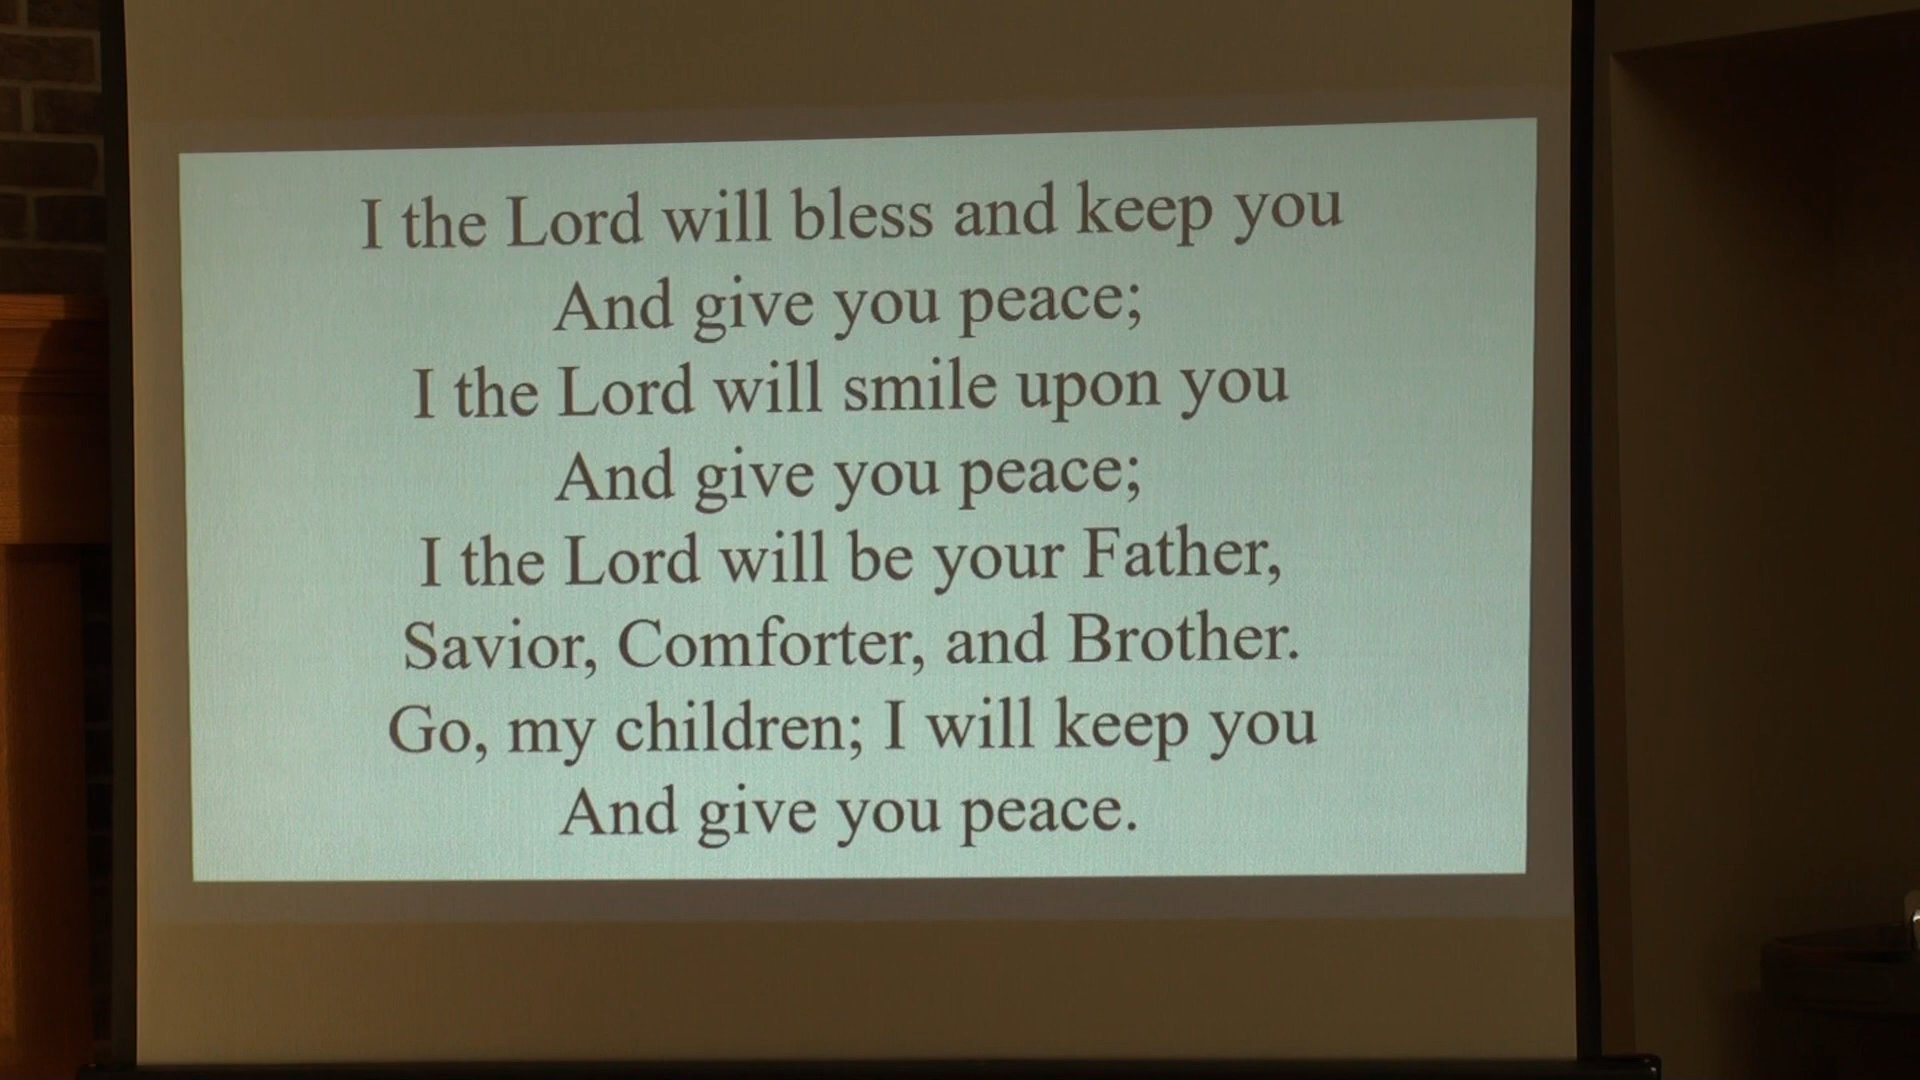 I the Lord will bless and keep you
And give you peace;
I the Lord will smile upon you
And give you peace;
I the Lord will be your Father,
Savior, Comforter, and Brother.
Go, my children; I will keep you
And give you peace.